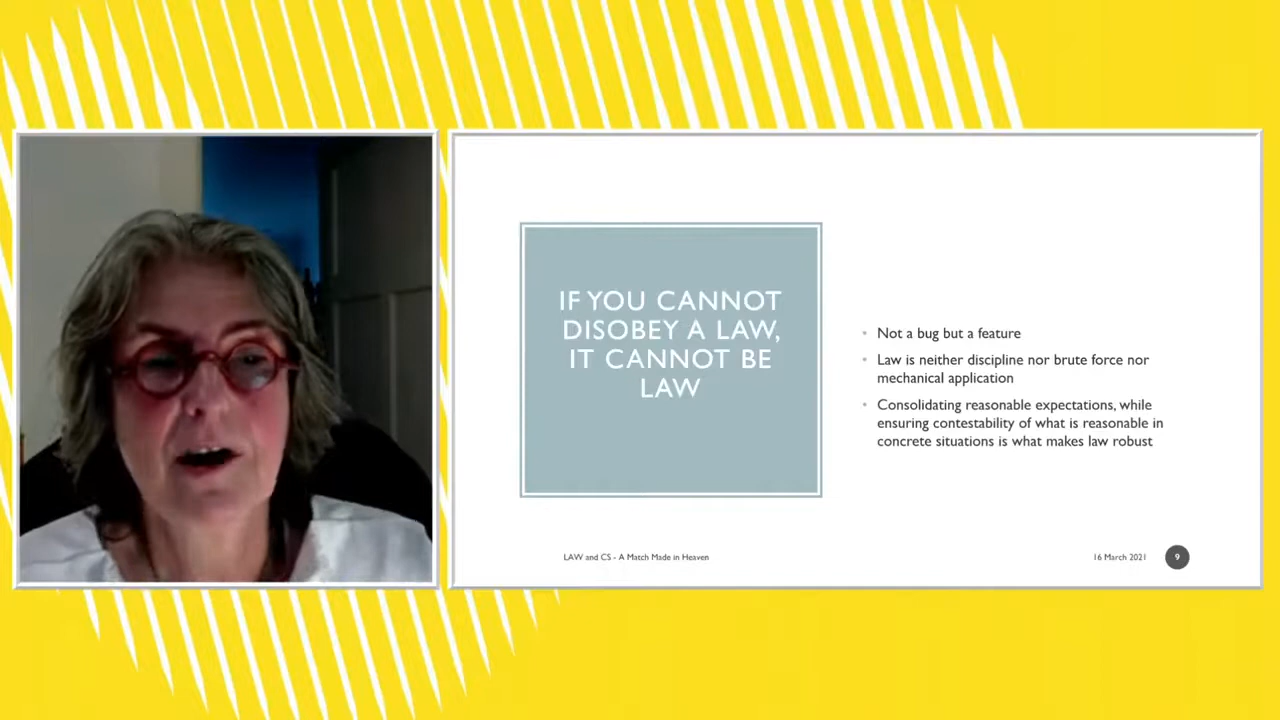 IF YOU CANNOT
DISOBEY A LAW,
IT CANNOT BE
LAW
• Not a bug but a feature
• Law is neither discipline nor brute force nor
mechanical application
• Consolidating reasonable expectations, while
ensuring contestability of what is reasonable in
concrete situations is what makes law robust
LAW and CS - A Match Made in Heaven
16 March 2021
9